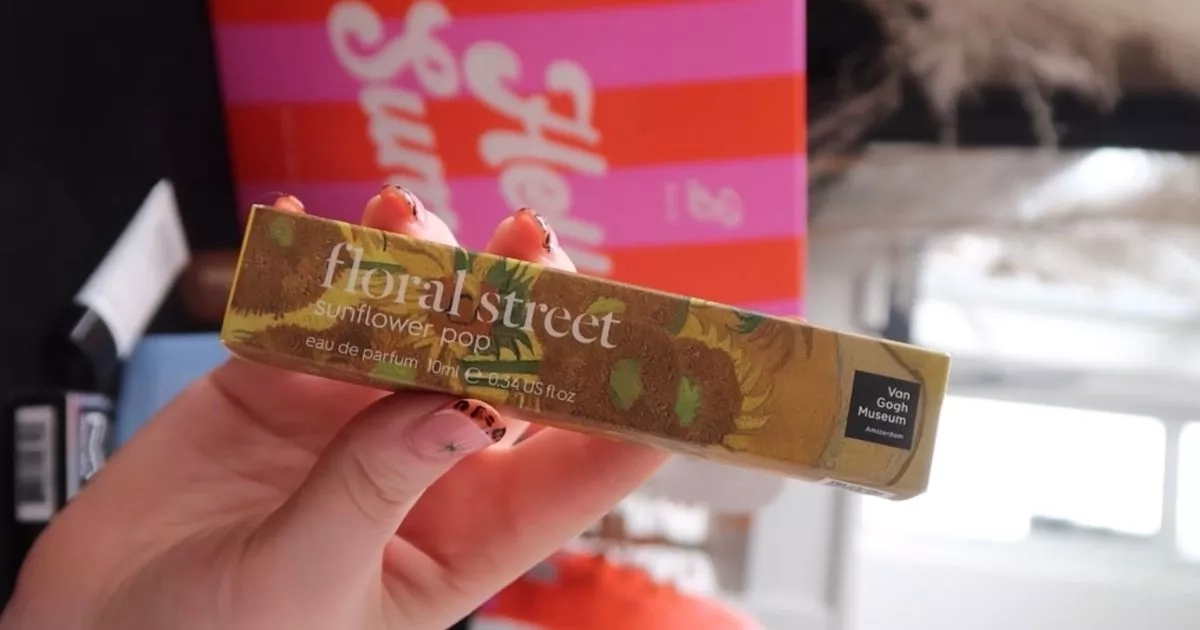 floral street
sunflower pop
eau de parfum 10ml ℮ 0.34 US fl oz
Van
Gogh
Museum
Amsterdam